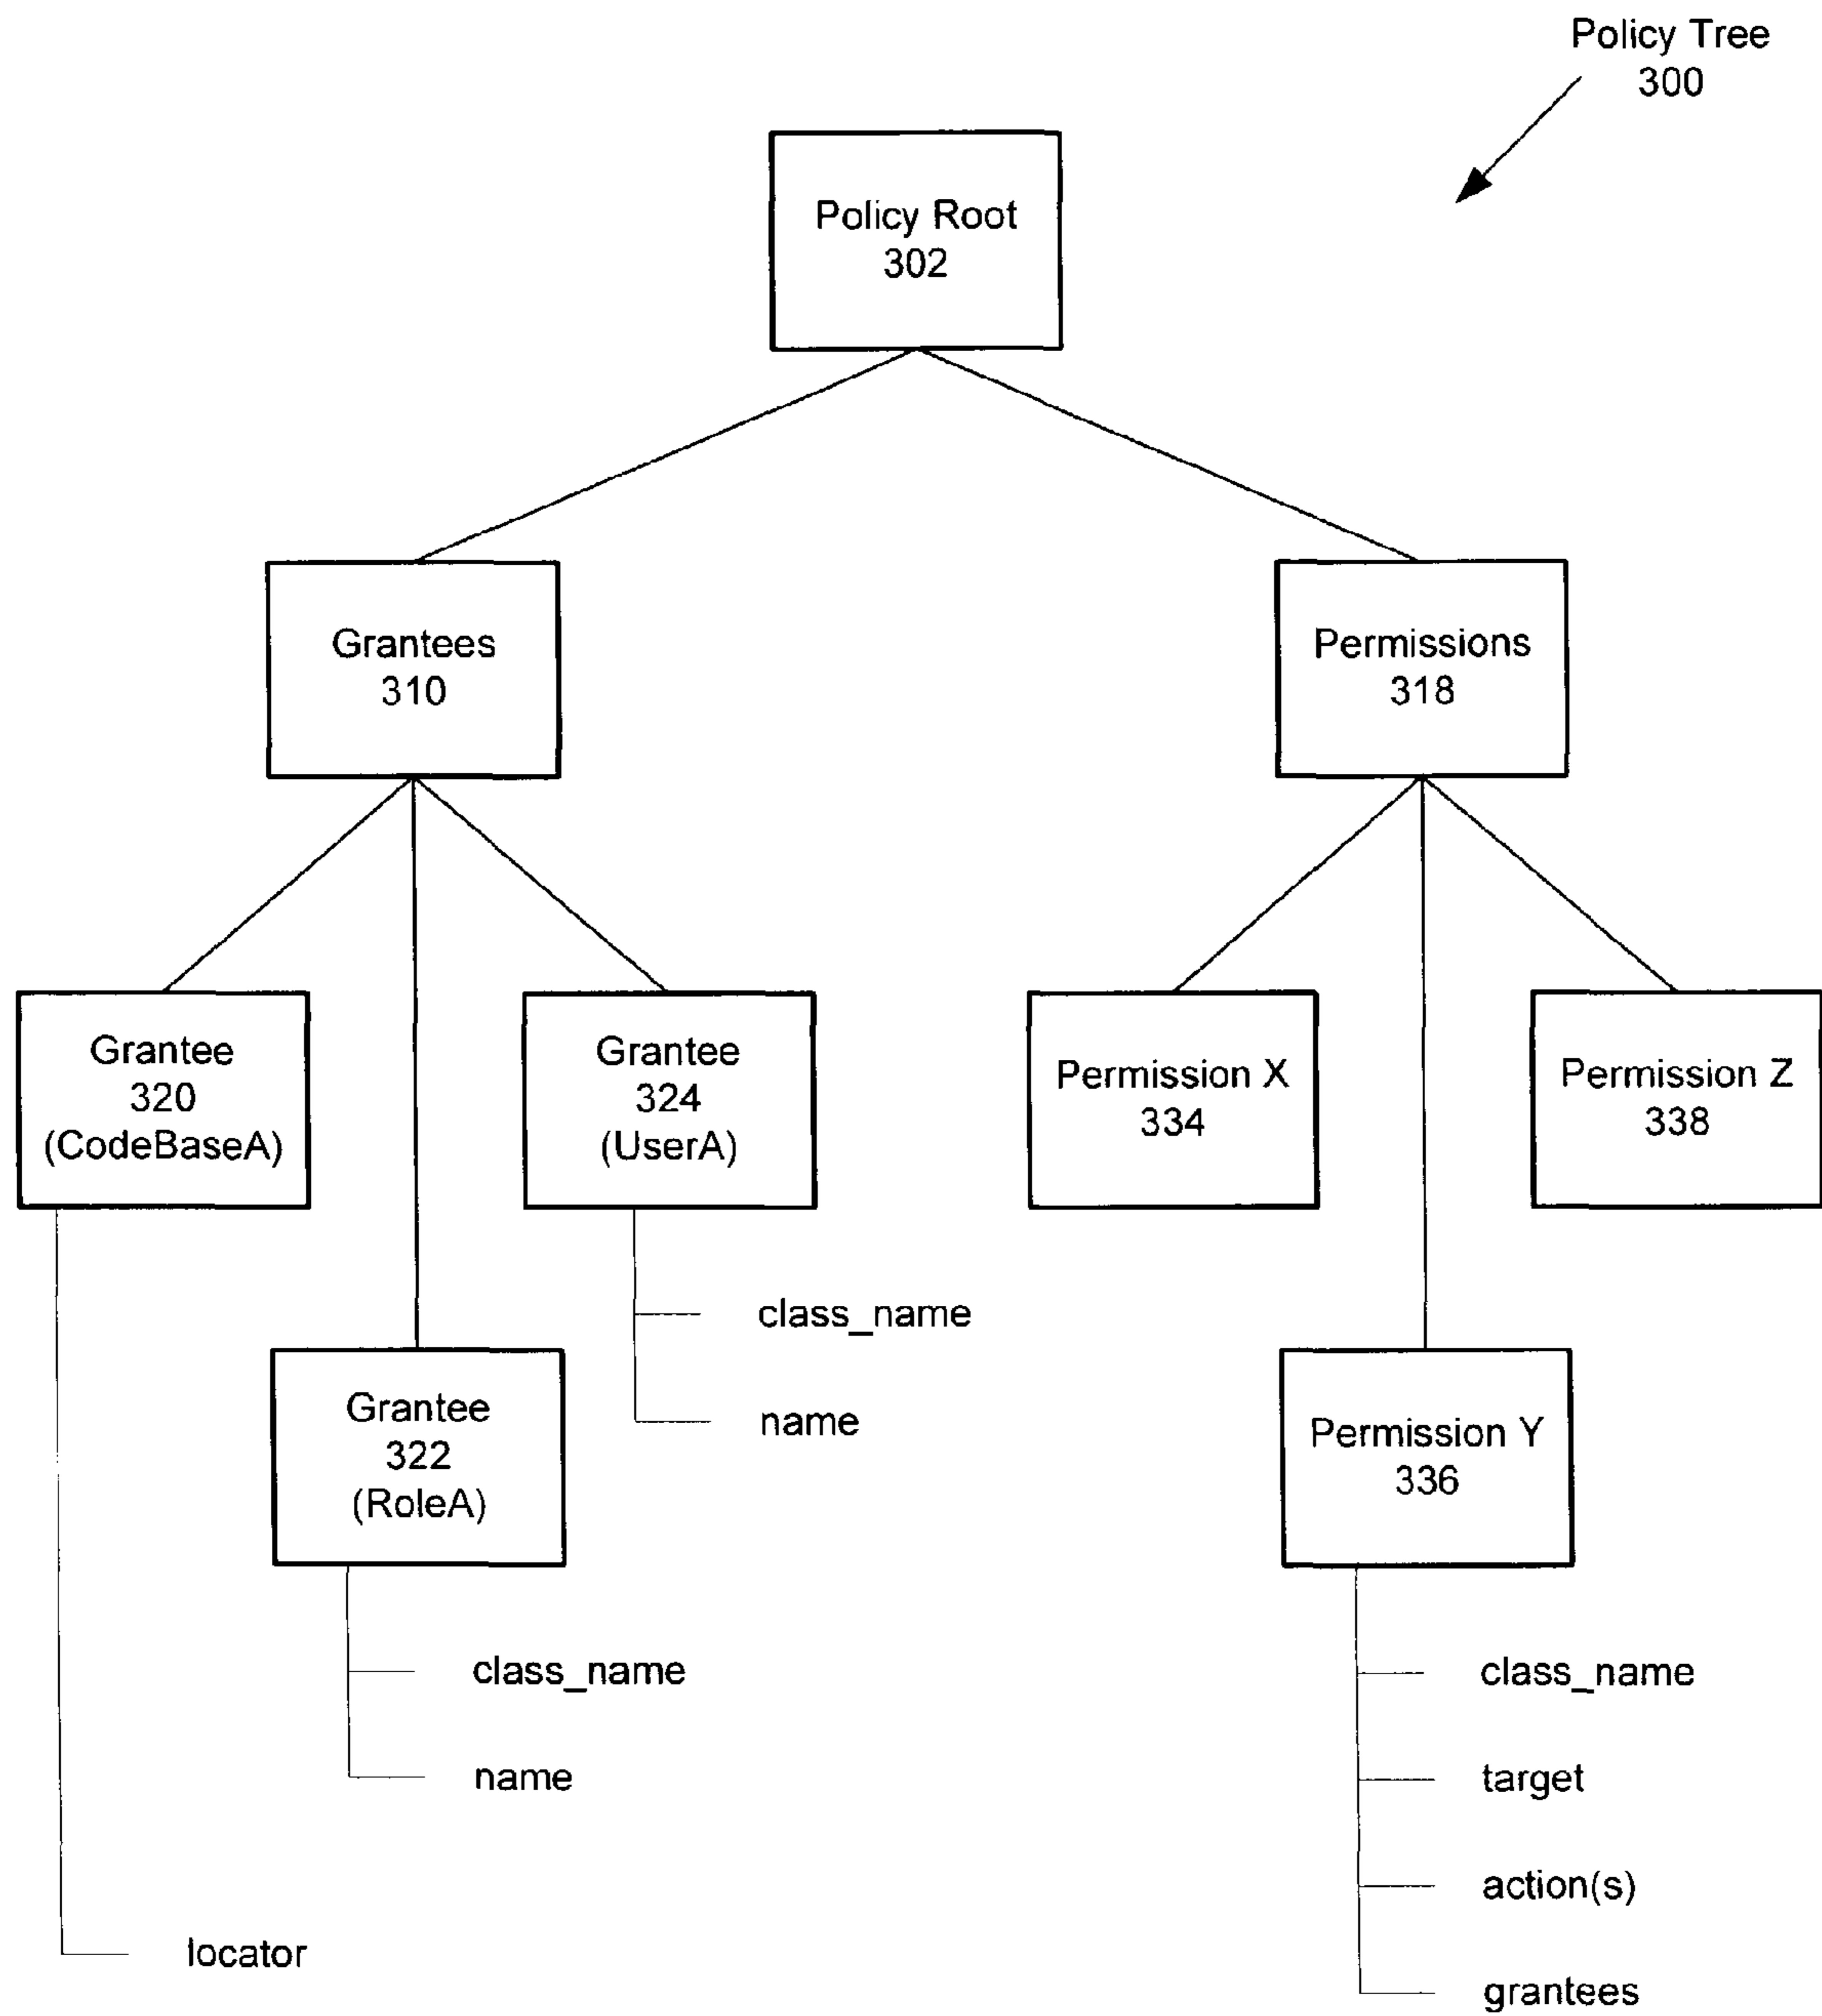 Policy Tree
300
Policy Root
302
Grantees
310
Permissions
318
Grantee
320
(CodeBaseA)
Grantee
324
(UserA)
Permission X
334
Permission Z
338
class_name
name
Grantee
322
(RoleA)
Permission Y
336
class_name
name
locator
class_name
target
action(s)
grantees